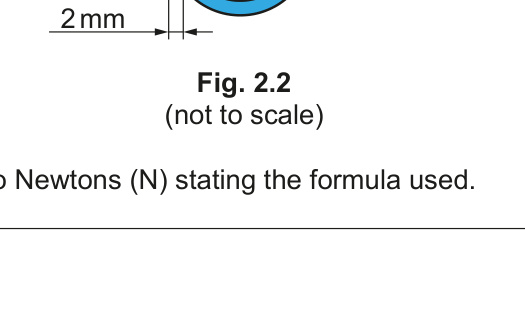 2 mm
Fig. 2.2
(not to scale)
Newtons (N) stating the formula used.